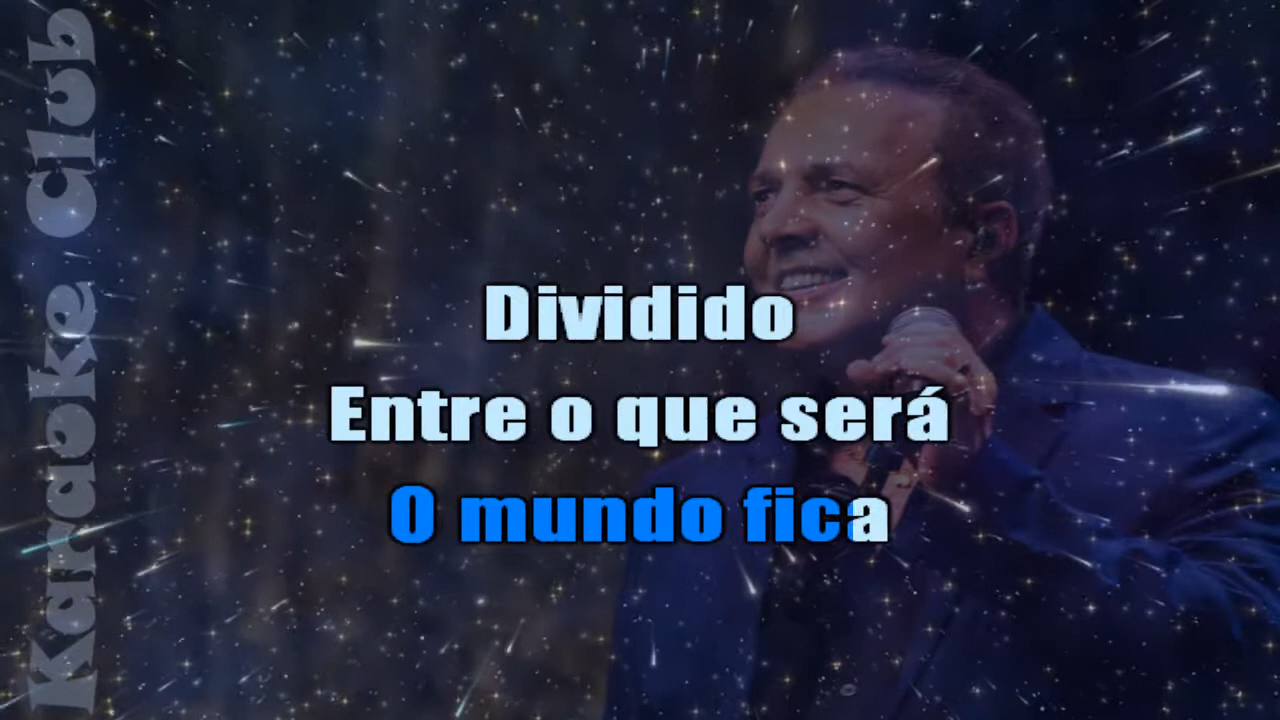 Karaoke Club
Dividido
Entre o que será
O mundo fica